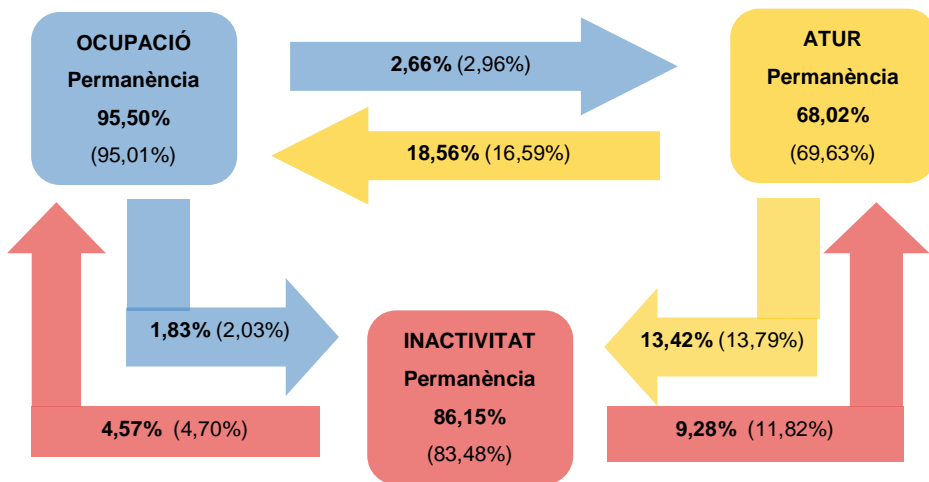 OCUPACIÓ
Permanència
95,50%
(95,01%)
2,66% (2,96%)
18,56% (16,59%)
ATUR
Permanència
68,02%
(69,63%)
1,83% (2,03%)
INACTIVITAT
Permanència
86,15%
(83,48%)
13,42% (13,79%)
4,57% (4,70%)
9,28% (11,82%)